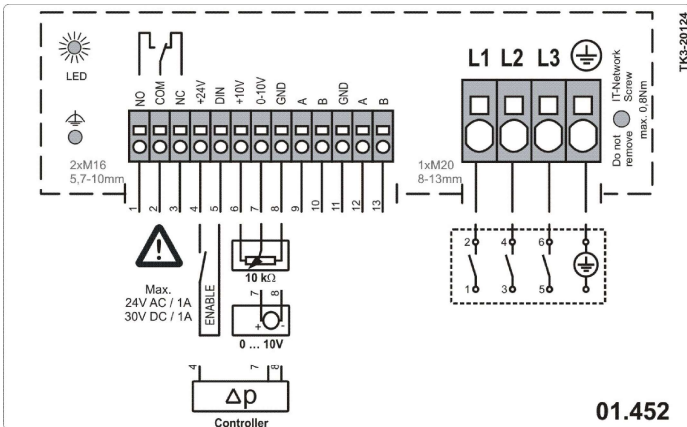 LED
NO
COM
NC
+24V
DIN
+10V
0-10V
GND
A
B
GND
A
B
L1 L2 L3
TK3-20124
Do not
remove
IT-Network
Screw
max. 0,8Nm
2xM16
5,7-10mm
1xM20
8-13mm
1
2
3
4
5
6
7
8
9
10
11
12
13
Max.
24V AC / 1A
30V DC / 1A
ENABLE
10 kΩ
7 8
+ -
0 ... 10V
4 7 8
Δp
Controller
2 4 6
1 3 5
01.452